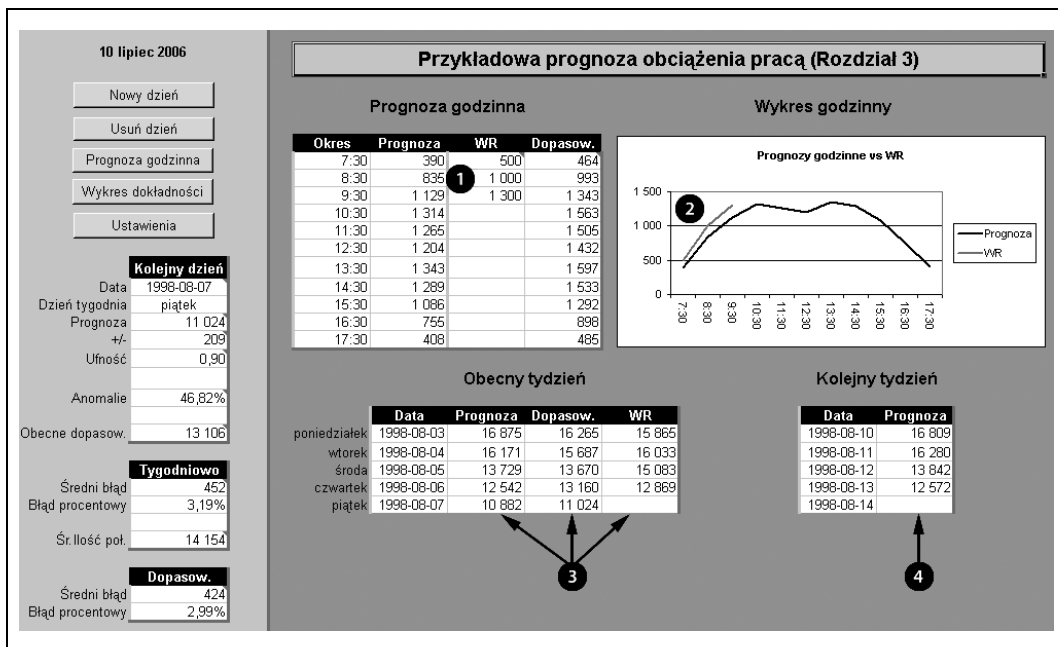 10 lipiec 2006
Nowy dzień
Usuń dzień
Prognoza godzinna
Wykres dokładności
Ustawienia
Kolejny dzień
Data 1998-08-07
Dzień tygodnia piątek
Prognoza 11 024
+/- 209
Ufność 0,90
Anomalie 46,82%
Obecne dopasow. 13 106
Tygodniowo
Średni błąd 452
Błąd procentowy 3,19%
Śr. Ilość poł. 14 154
Dopasow.
Średni błąd 424
Błąd procentowy 2,99%
Przykładowa prognoza obciążenia pracą (Rozdział 3)
Prognoza godzinna
Okres Prognoza WR Dopasow.
7:30 390 500 464
8:30 835 1 1 000 993
9:30 1 129 1 300 1 343
10:30 1 314 1 563
11:30 1 265 1 505
12:30 1 204 1 432
13:30 1 343 1 597
14:30 1 289 1 533
15:30 1 086 1 292
16:30 755 898
17:30 408 485
Wykres godzinny
Prognozy godzinne vs WR
1 500
1 000
500
0
2
7:30 8:30 9:30 10:30 11:30 12:30 13:30 14:30 15:30 16:30 17:30
Prognoza
WR
Obecny tydzień
Data Prognoza Dopasow. WR
poniedziałek 1998-08-03 16 875 16 265 15 865
wtorek 1998-08-04 16 171 15 687 16 033
środa 1998-08-05 13 729 13 670 15 083
czwartek 1998-08-06 12 542 13 160 12 869
piątek 1998-08-07 10 882 11 024
3
Kolejny tydzień
Data Prognoza
1998-08-10 16 809
1998-08-11 16 280
1998-08-12 13 842
1998-08-13 12 572
1998-08-14
4